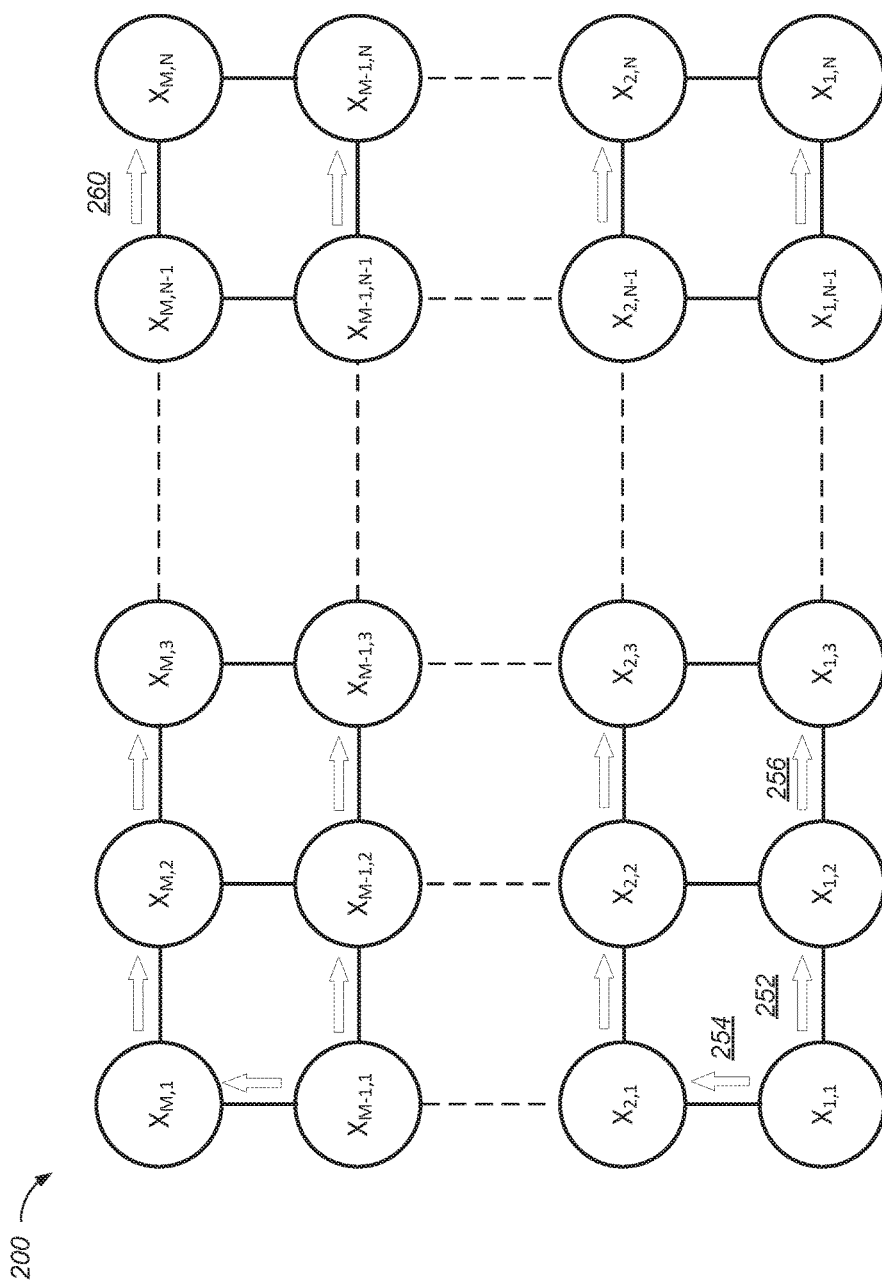 200
260
X_{M,1} X_{M,2} X_{M,3} X_{M,N-1} X_{M,N}
X_{M-1,1} X_{M-1,2} X_{M-1,3} X_{M-1,N-1} X_{M-1,N}
X_{2,1} X_{2,2} X_{2,3} X_{2,N-1} X_{2,N}
254
252 256
X_{1,1} X_{1,2} X_{1,3} X_{1,N-1} X_{1,N}